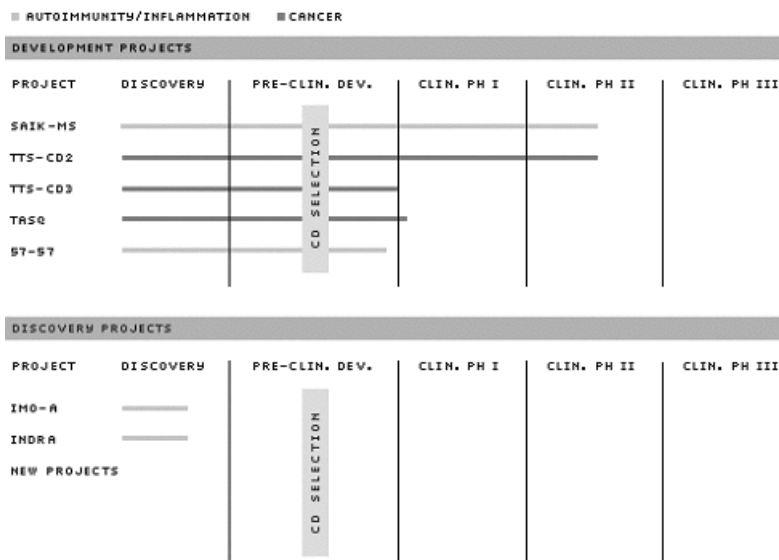 AUTOIMMUNITY/INFLAMMATION CANCER
DEVELOPMENT PROJECTS
PROJECT DISCOVERY PRE-CLIN. DEV. CLIN. PH I CLIN. PH II CLIN. PH III
SAIK-MS
TTS-CD2
TTS-CD3
TASQ
57-57
CD SELECTION
DISCOVERY PROJECTS
PROJECT DISCOVERY PRE-CLIN. DEV. CLIN. PH I CLIN. PH II CLIN. PH III
IMO-A
INDRA
NEW PROJECTS
CD SELECTION